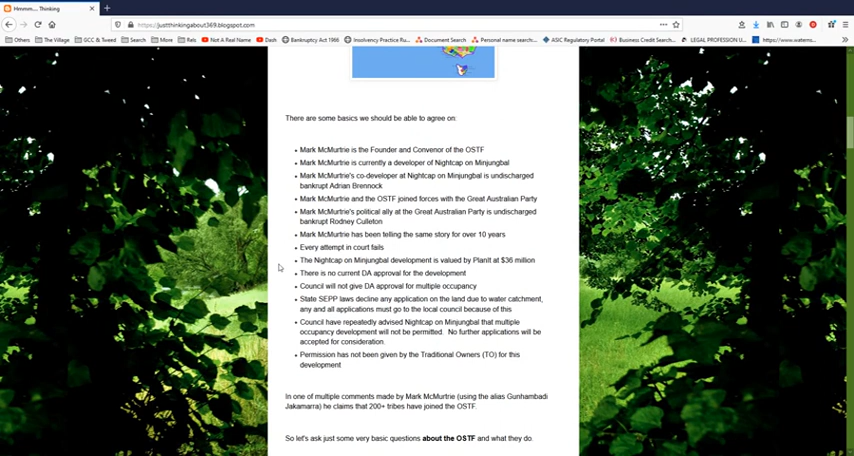 Hmmm.... Thinking
https://justthinkingabout369.blogspot.com
Others
The Village
GCC & Tweed
Search
More
Rels
Not A Real Name
Dash
Bankruptcy Act 1966
Insolvency Practice Ru...
Document Search
Personal name search...
ASIC Regulatory Portal
Business Credit Search...
LEGAL PROFESSION U...
There are some basics we should be able to agree on:
Mark McMurtrie is the Founder and Convenor of the OSTF
Mark McMurtrie is currently a developer of Nightcap on Minjungbal
Mark McMurtrie's co-developer at Nightcap on Minjungbal is undischarged
bankrupt Adrian Brennock
Mark McMurtrie and the OSTF joined forces with the Great Australian Party
Mark McMurtrie's political ally at the Great Australian Party is undischarged
bankrupt Rodney Culleton
Mark McMurtrie has been telling the same story for over 10 years
Every attempt in court fails
The Nightcap on Minjungbal development is valued by PlanIt at $36 million
There is no current DA approval for the development
Council will not give DA approval for multiple occupancy
State SEPP laws decline any application on the land due to water catchment,
any and all applications must go to the local council because of this
Council have repeatedly advised Nightcap on Minjungbal that multiple
occupancy development will not be permitted. No further applications will be
accepted for consideration.
Permission has not been given by the Traditional Owners (TO) for this
development
In one of multiple comments made by Mark McMurtrie (using the alias Gunhambadi
Jakamarra) he claims that 200+ tribes have joined the OSTF.
So let's ask just some very basic questions about the OSTF and what they do.